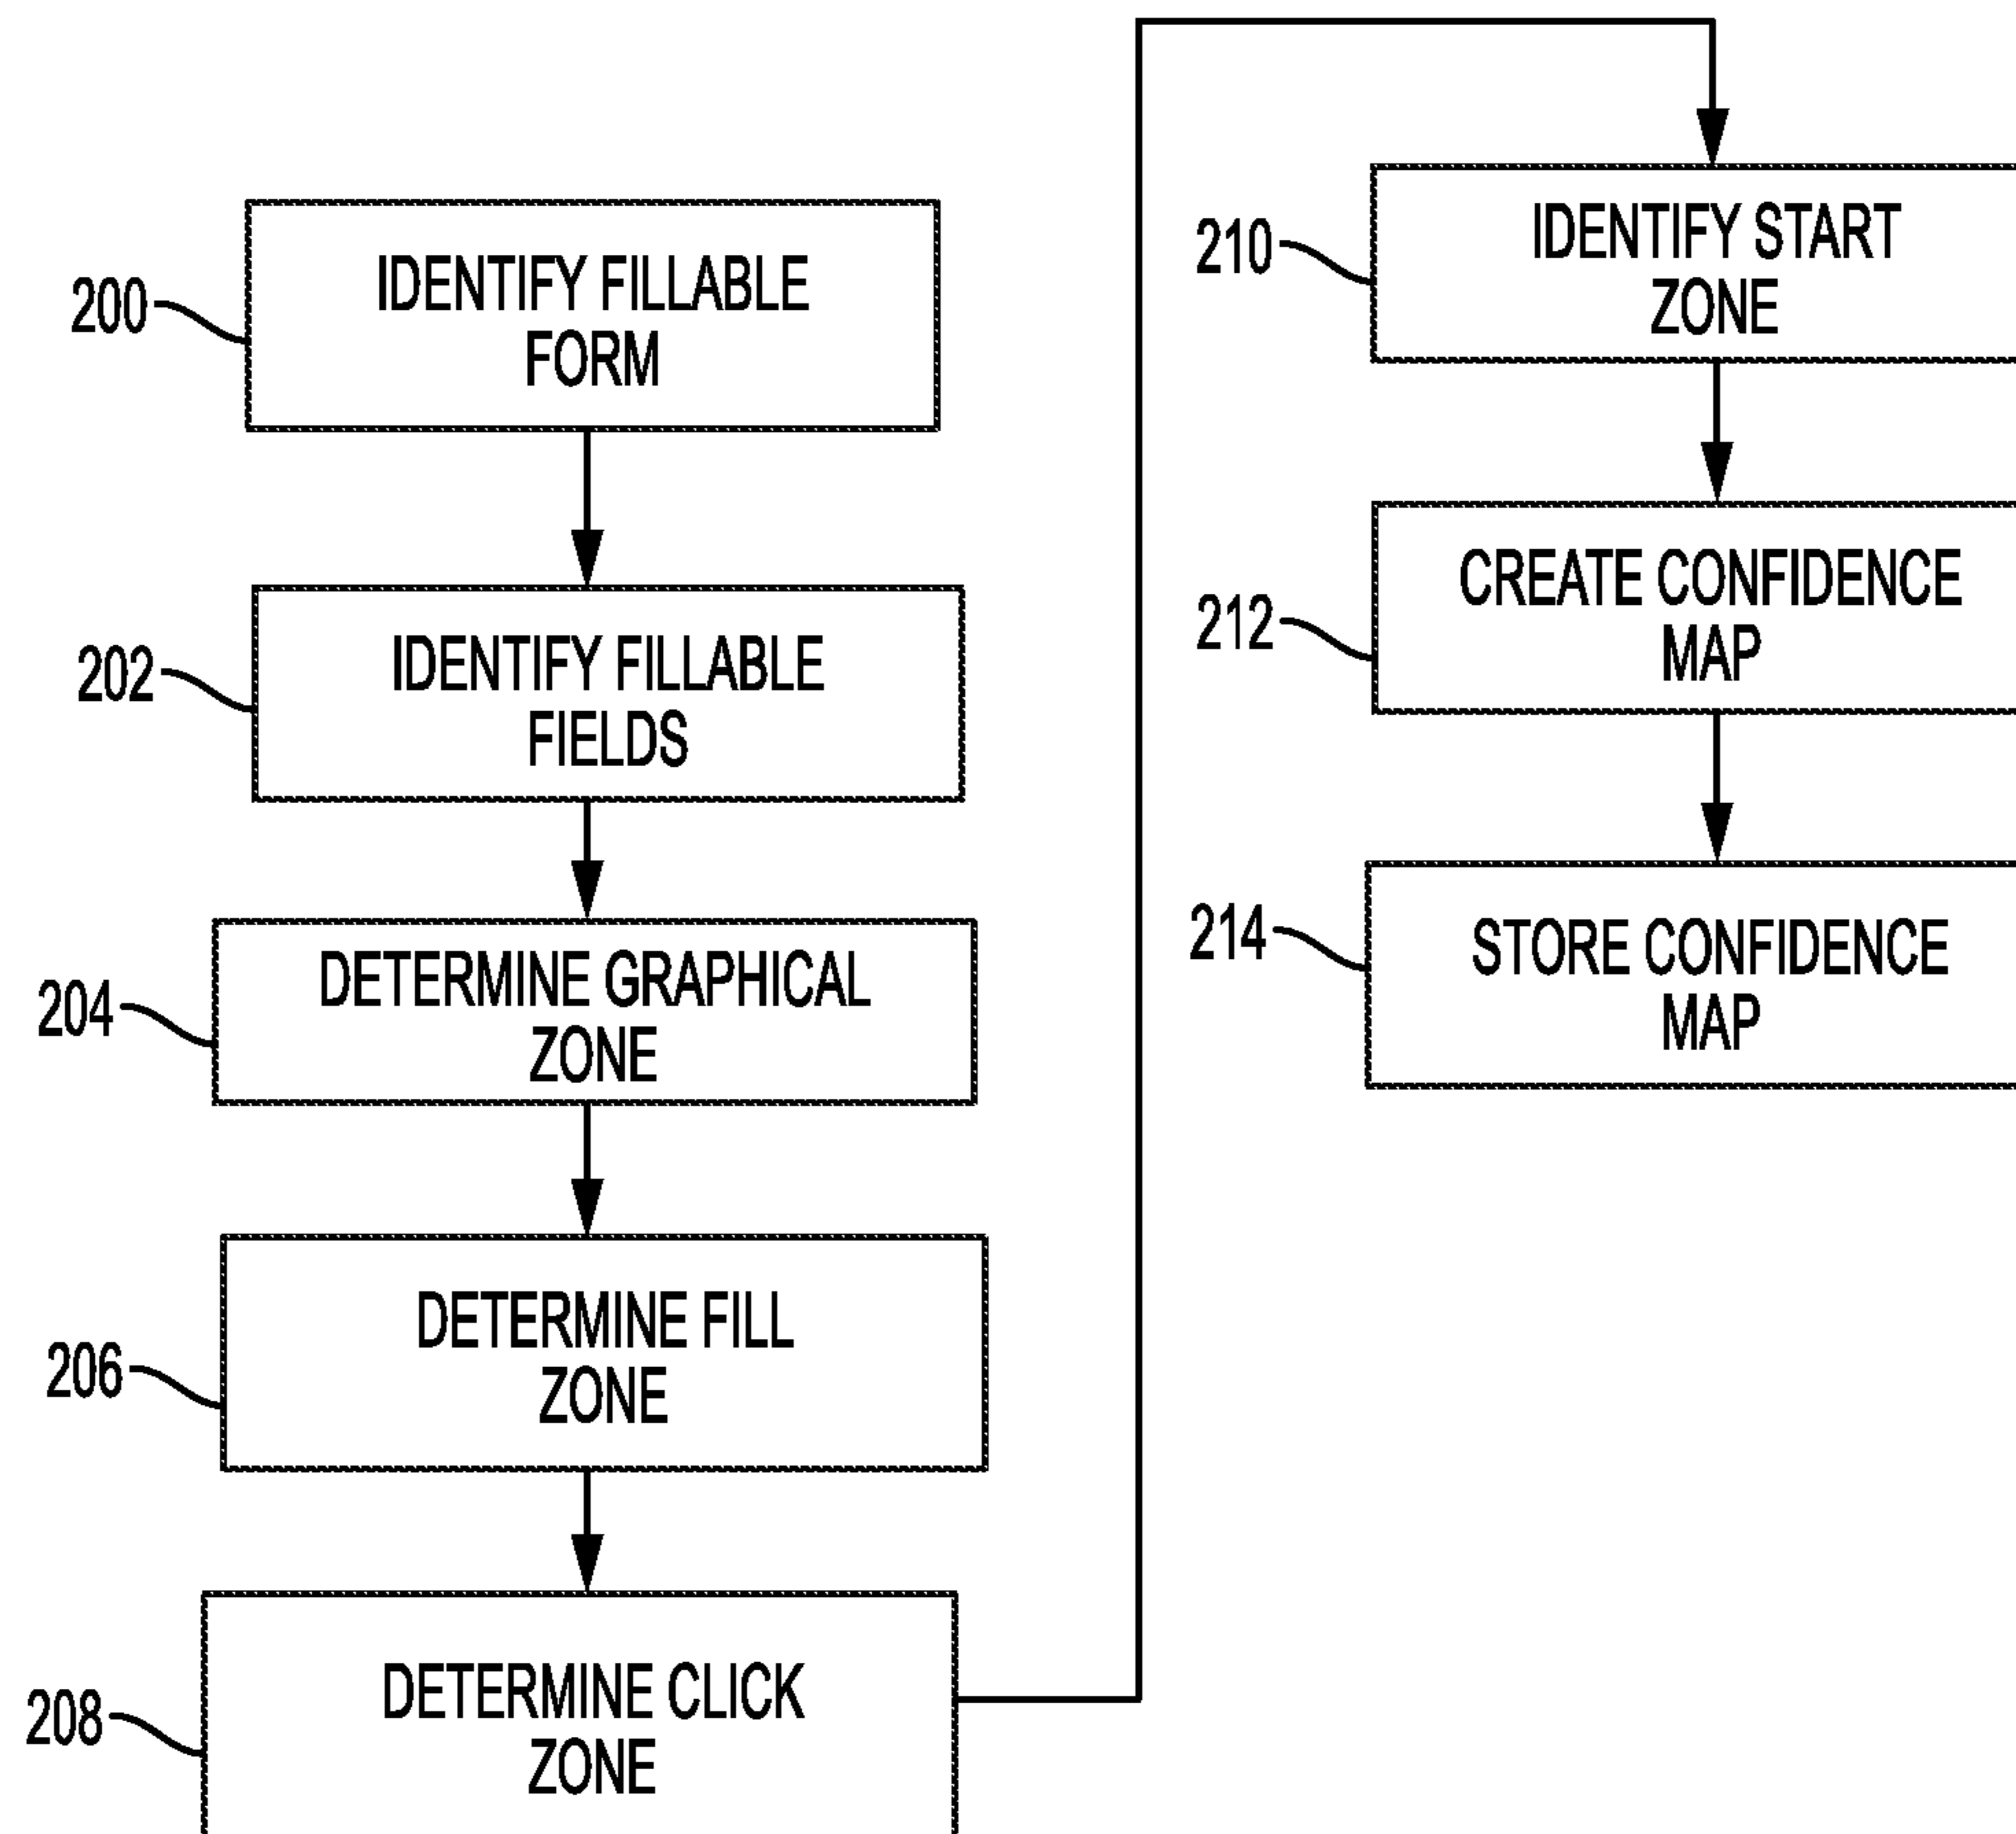 200
IDENTIFY FILLABLE
FORM
202
IDENTIFY FILLABLE
FIELDS
204
DETERMINE GRAPHICAL
ZONE
206
DETERMINE FILL
ZONE
208
DETERMINE CLICK
ZONE
210
IDENTIFY START
ZONE
212
CREATE CONFIDENCE
MAP
214
STORE CONFIDENCE
MAP